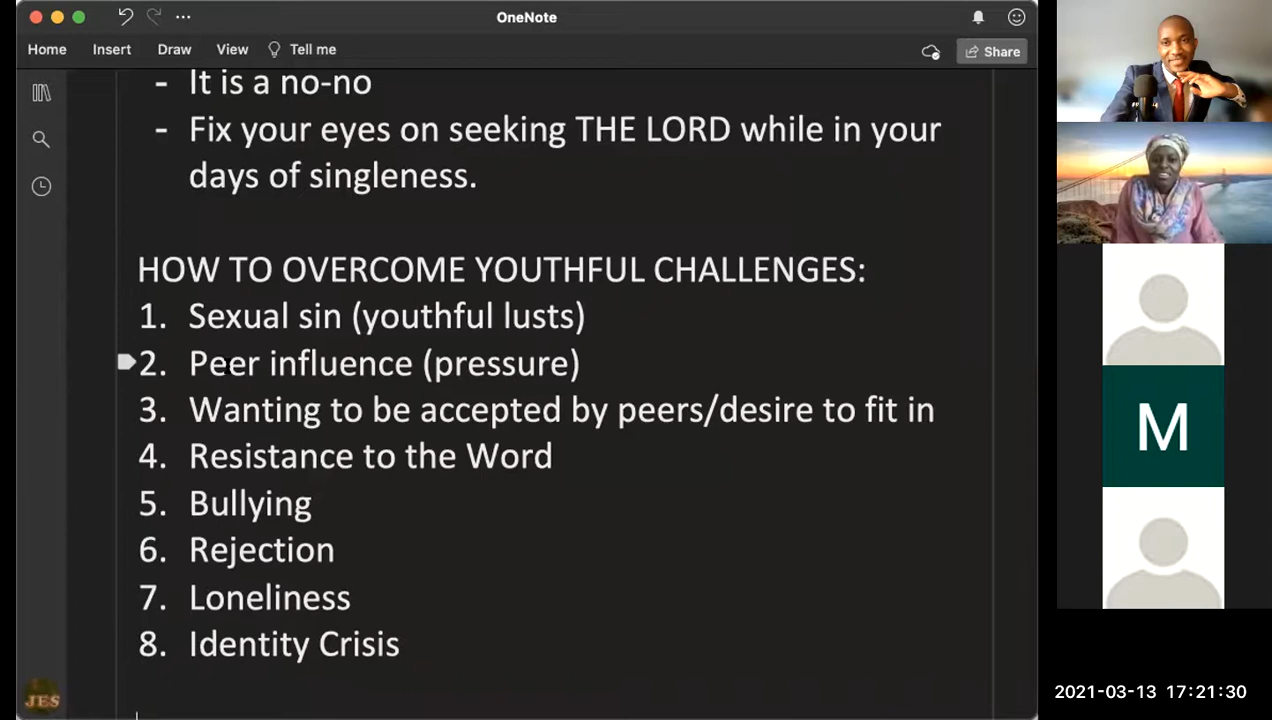 OneNote
Home Insert Draw View Tell me Share
- It is a no-no
- Fix your eyes on seeking THE LORD while in your
days of singleness.
HOW TO OVERCOME YOUTHFUL CHALLENGES:
1. Sexual sin (youthful lusts)
2. Peer influence (pressure)
3. Wanting to be accepted by peers/desire to fit in
4. Resistance to the Word
5. Bullying
6. Rejection
7. Loneliness
8. Identity Crisis
JES
M
2021-03-13 17:21:30